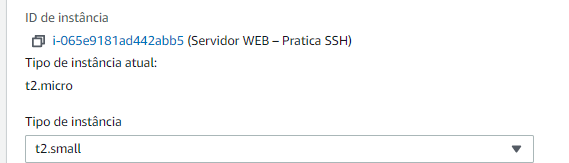 ID de instância
i-065e9181ad442abb5 (Servidor WEB – Pratica SSH)
Tipo de instância atual:
t2.micro
Tipo de instância
t2.small